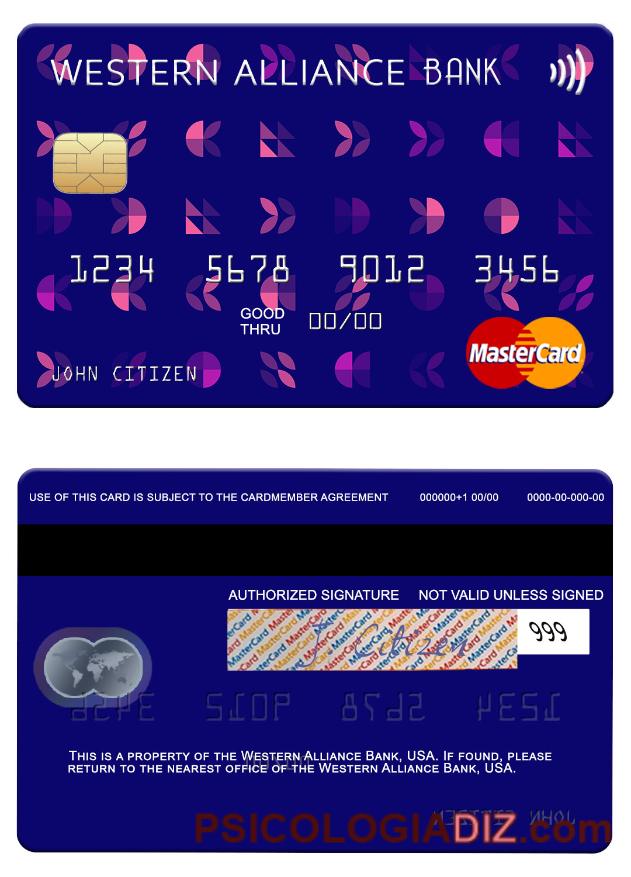 WESTERN ALLIANCE BANK
1234 5678 9012 3456
GOOD
THRU 00/00
JOHN CITIZEN
MasterCard
USE OF THIS CARD IS SUBJECT TO THE CARDMEMBER AGREEMENT 000000+1 00/00 0000-00-000-00
AUTHORIZED SIGNATURE NOT VALID UNLESS SIGNED
J. Citizen 999
THIS IS A PROPERTY OF THE WESTERN ALLIANCE BANK, USA. IF FOUND, PLEASE
RETURN TO THE NEAREST OFFICE OF THE WESTERN ALLIANCE BANK, USA.
PSICOLOGIADIZ.com